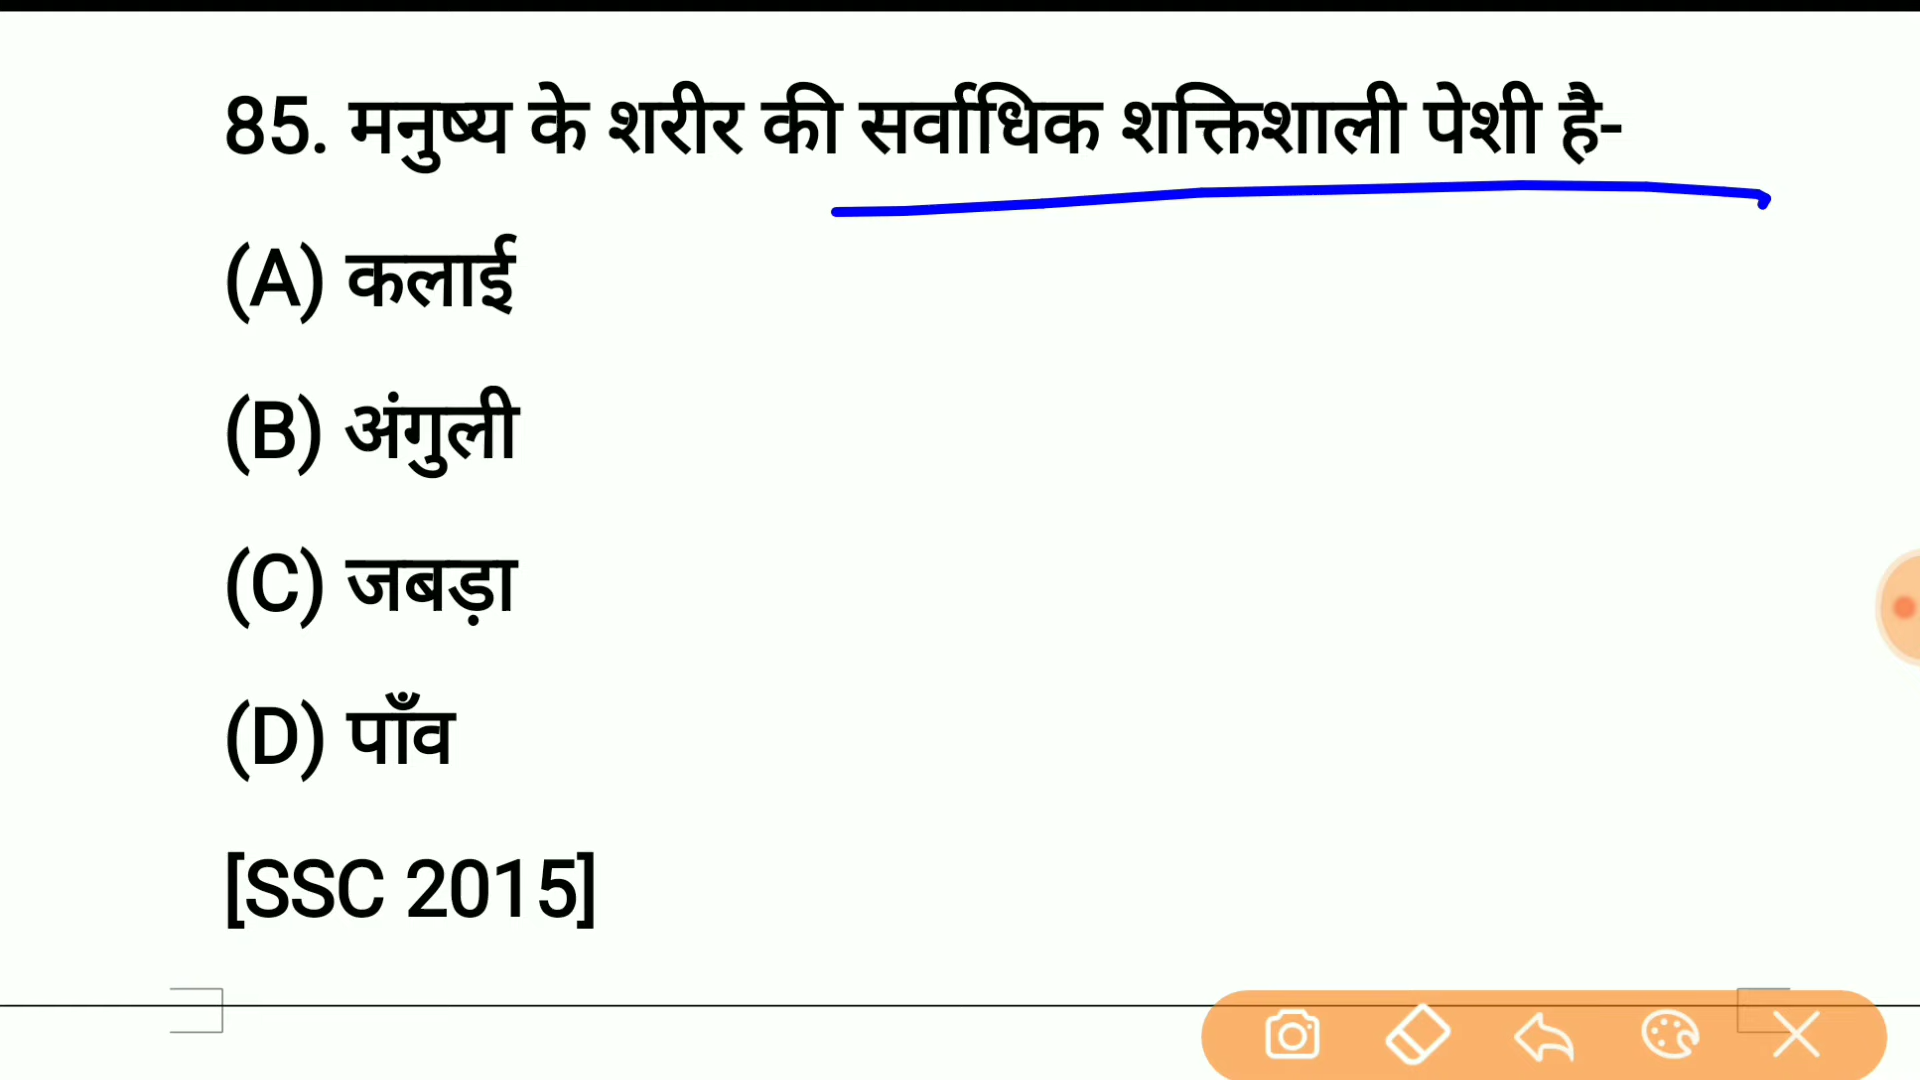 85. मनुष्य के शरीर की सर्वाधिक शक्तिशाली पेशी है-
(A) कलाई
(B) अंगुली
(C) जबड़ा
(D) पाँव
[SSC 2015]